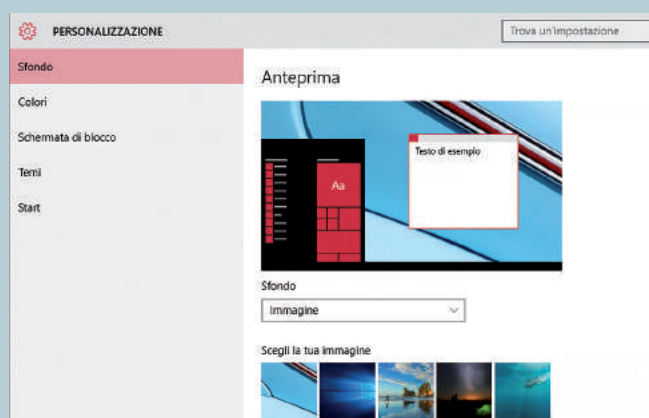 PERSONALIZZAZIONE
Trova un'impostazione
Sfondo
Colori
Schermata di blocco
Temi
Start
Anteprima
Testo di esempio
Aa
Sfondo
Immagine
Scegli la tua immagine